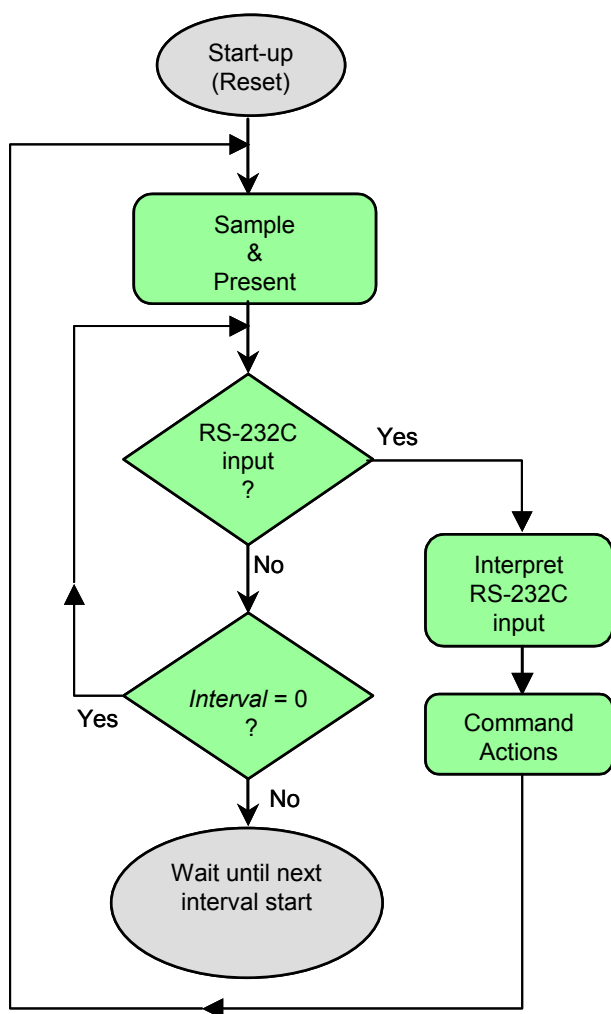 Start-up
(Reset)
Sample
&
Present
RS-232C
input
?
Yes
No
Interpret
RS-232C
input
Interval = 0
?
Yes
Command
Actions
No
Wait until next
interval start